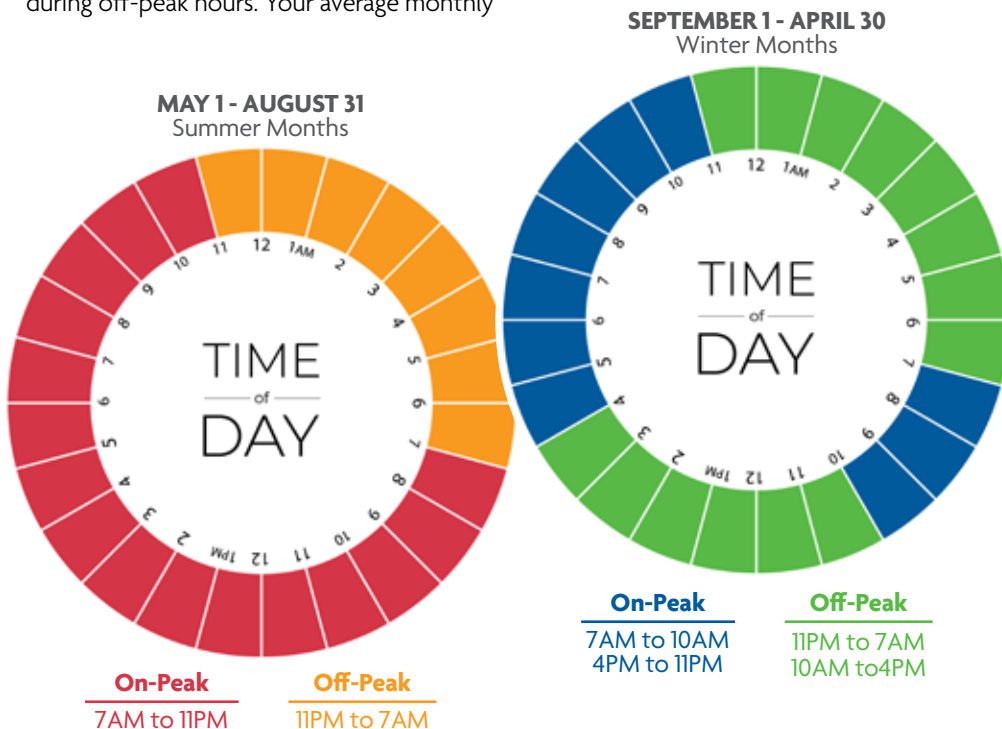 during off-peak hours. Your average monthly
MAY 1 - AUGUST 31
Summer Months
12
1AM
2
3
4
5
6
7
8
9
10
11
12
1PM
2
3
4
5
6
7
8
9
10
11
TIME
of
DAY
On-Peak
7AM to 11PM
Off-Peak
11PM to 7AM
SEPTEMBER 1 - APRIL 30
Winter Months
12
1AM
2
3
4
5
6
7
8
9
10
11
12
1PM
2
3
4
5
6
7
8
9
10
11
TIME
of
DAY
On-Peak
7AM to 10AM
4PM to 11PM
Off-Peak
11PM to 7AM
10AM to4PM